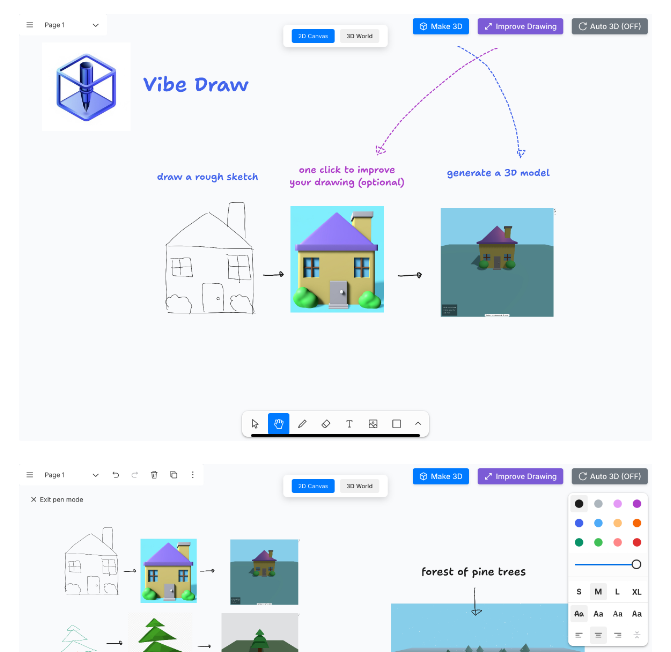 Page 1
2D Canvas
3D World
Make 3D
Improve Drawing
Auto 3D (OFF)
Vibe Draw
draw a rough sketch
one click to improve
your drawing (optional)
generate a 3D model
T
Page 1
2D Canvas
3D World
Make 3D
Improve Drawing
Auto 3D (OFF)
Exit pen mode
forest of pine trees
S M L XL
Aa Aa Aa Aa